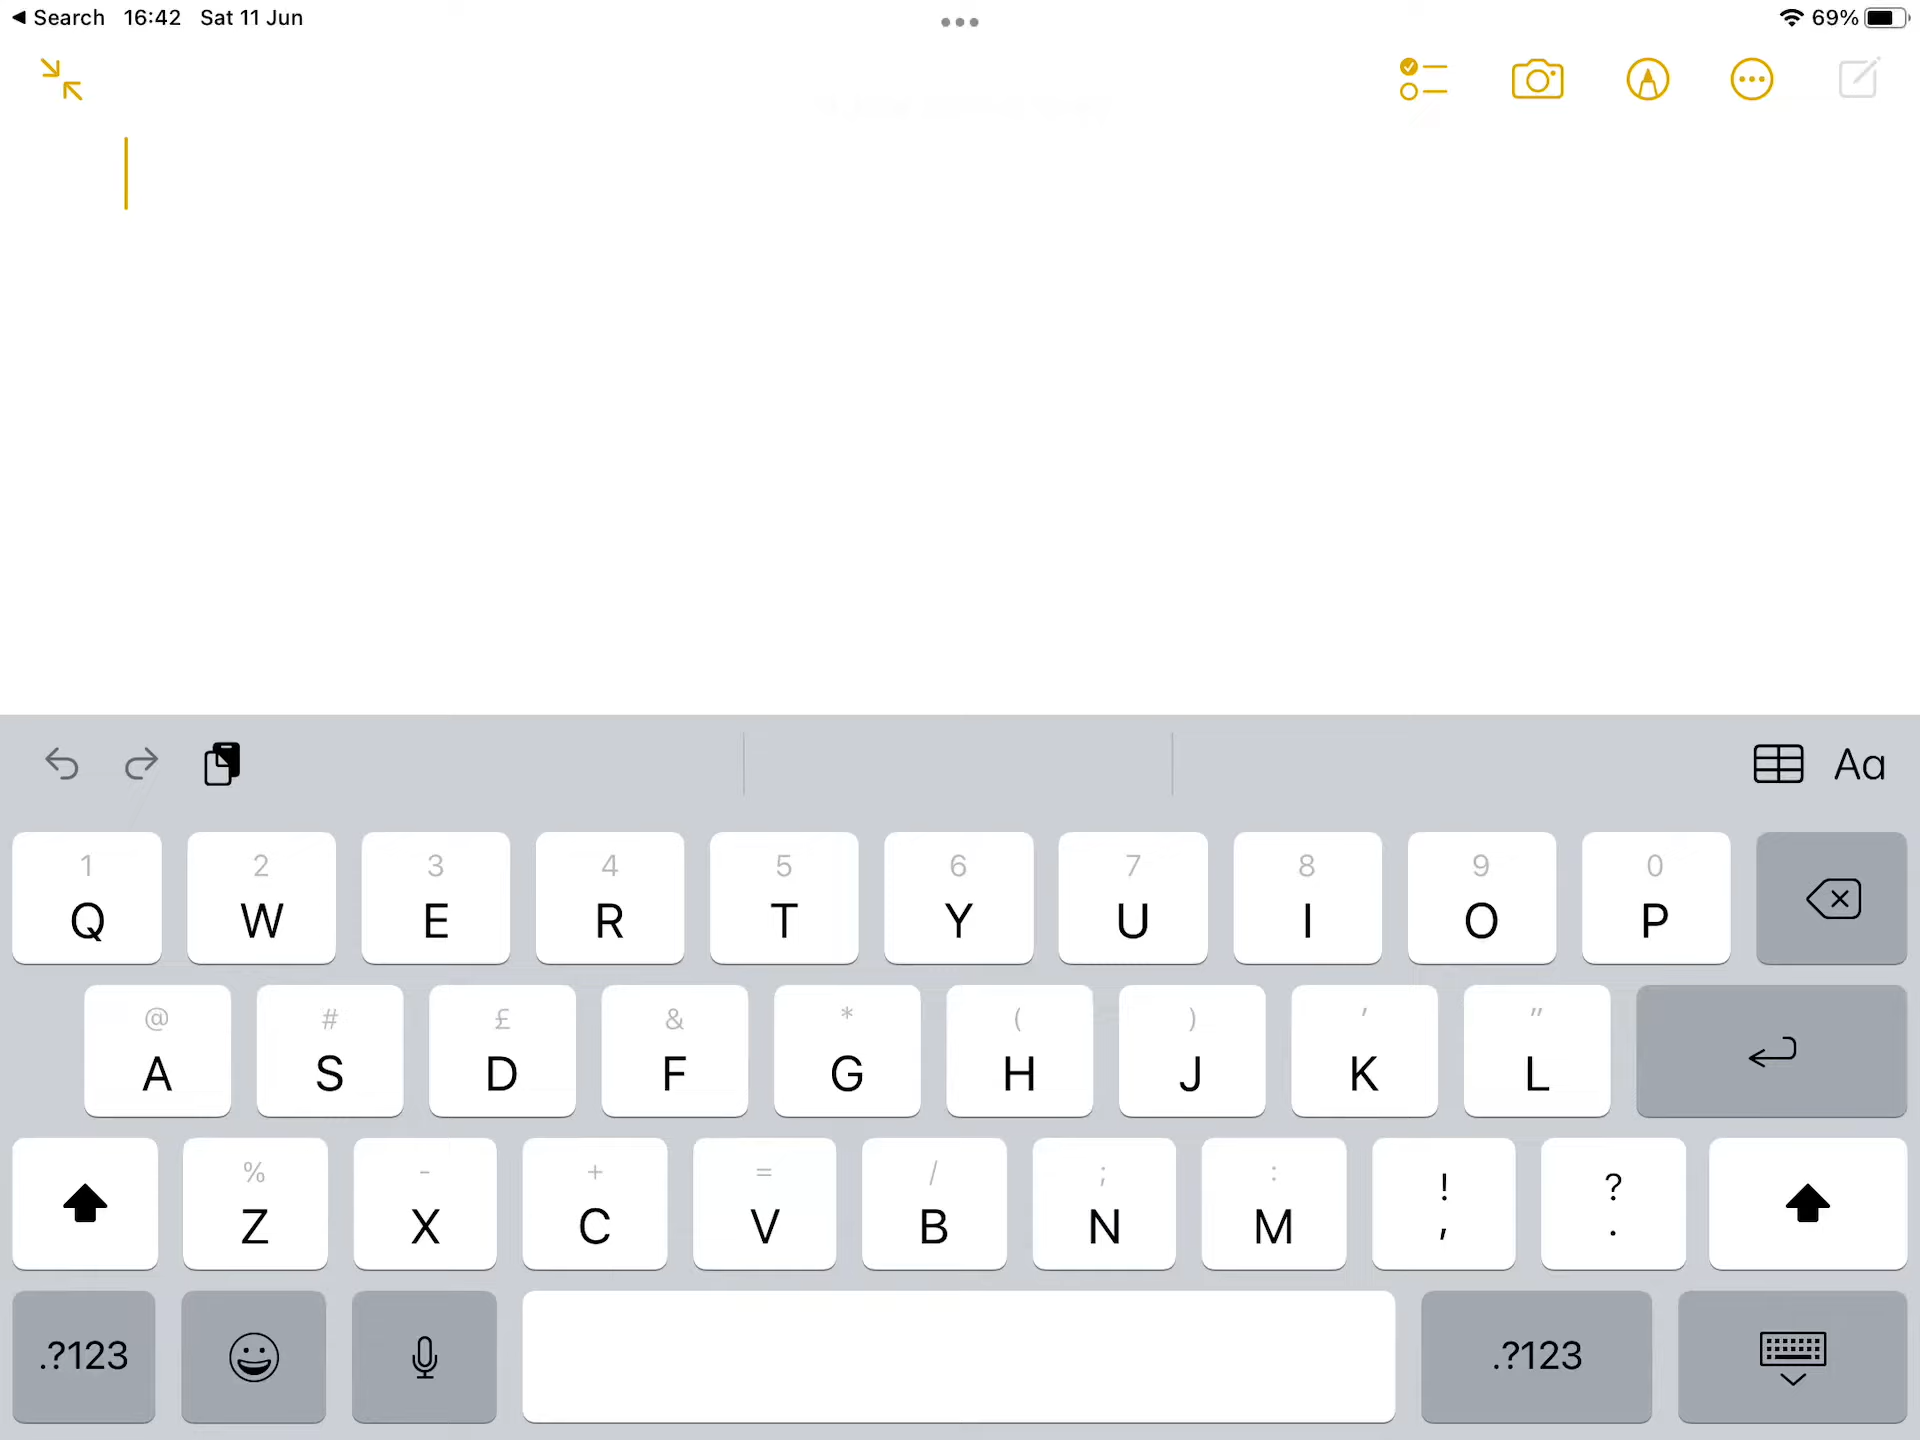 Search 16:42 Sat 11 Jun 69%
Aa
1 2 3 4 5 6 7 8 9 0
Q W E R T Y U I O P
@ # £ & * ( ) ' "
A S D F G H J K L
% - + = / ; : ! ?
Z X C V B N M , .
.?123 .?123